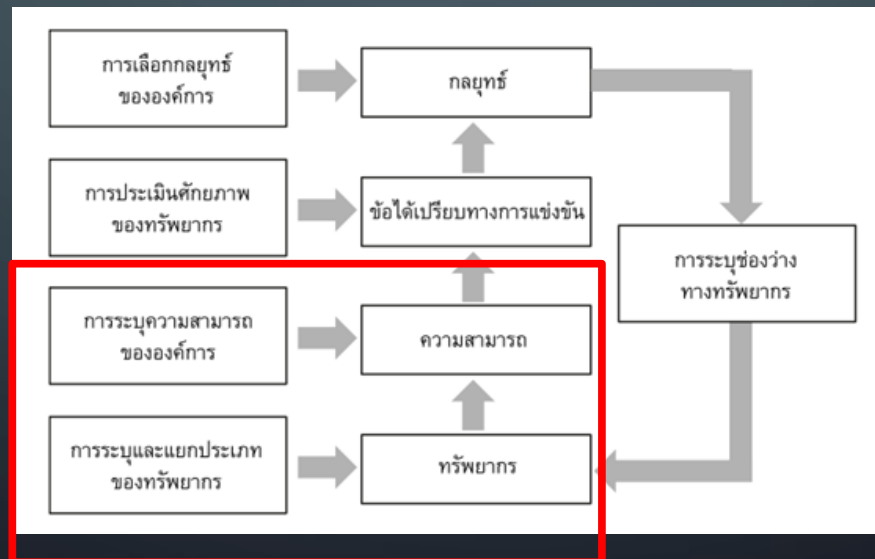 การเลือกกลยุทธ์
ขององค์การ
กลยุทธ์
การประเมินศักยภาพ
ของทรัพยากร
ข้อได้เปรียบทางการแข่งขัน
การระบุช่องว่าง
ทางทรัพยากร
การระบุความสามารถ
ขององค์การ
ความสามารถ
การระบุและแยกประเภท
ของทรัพยากร
ทรัพยากร